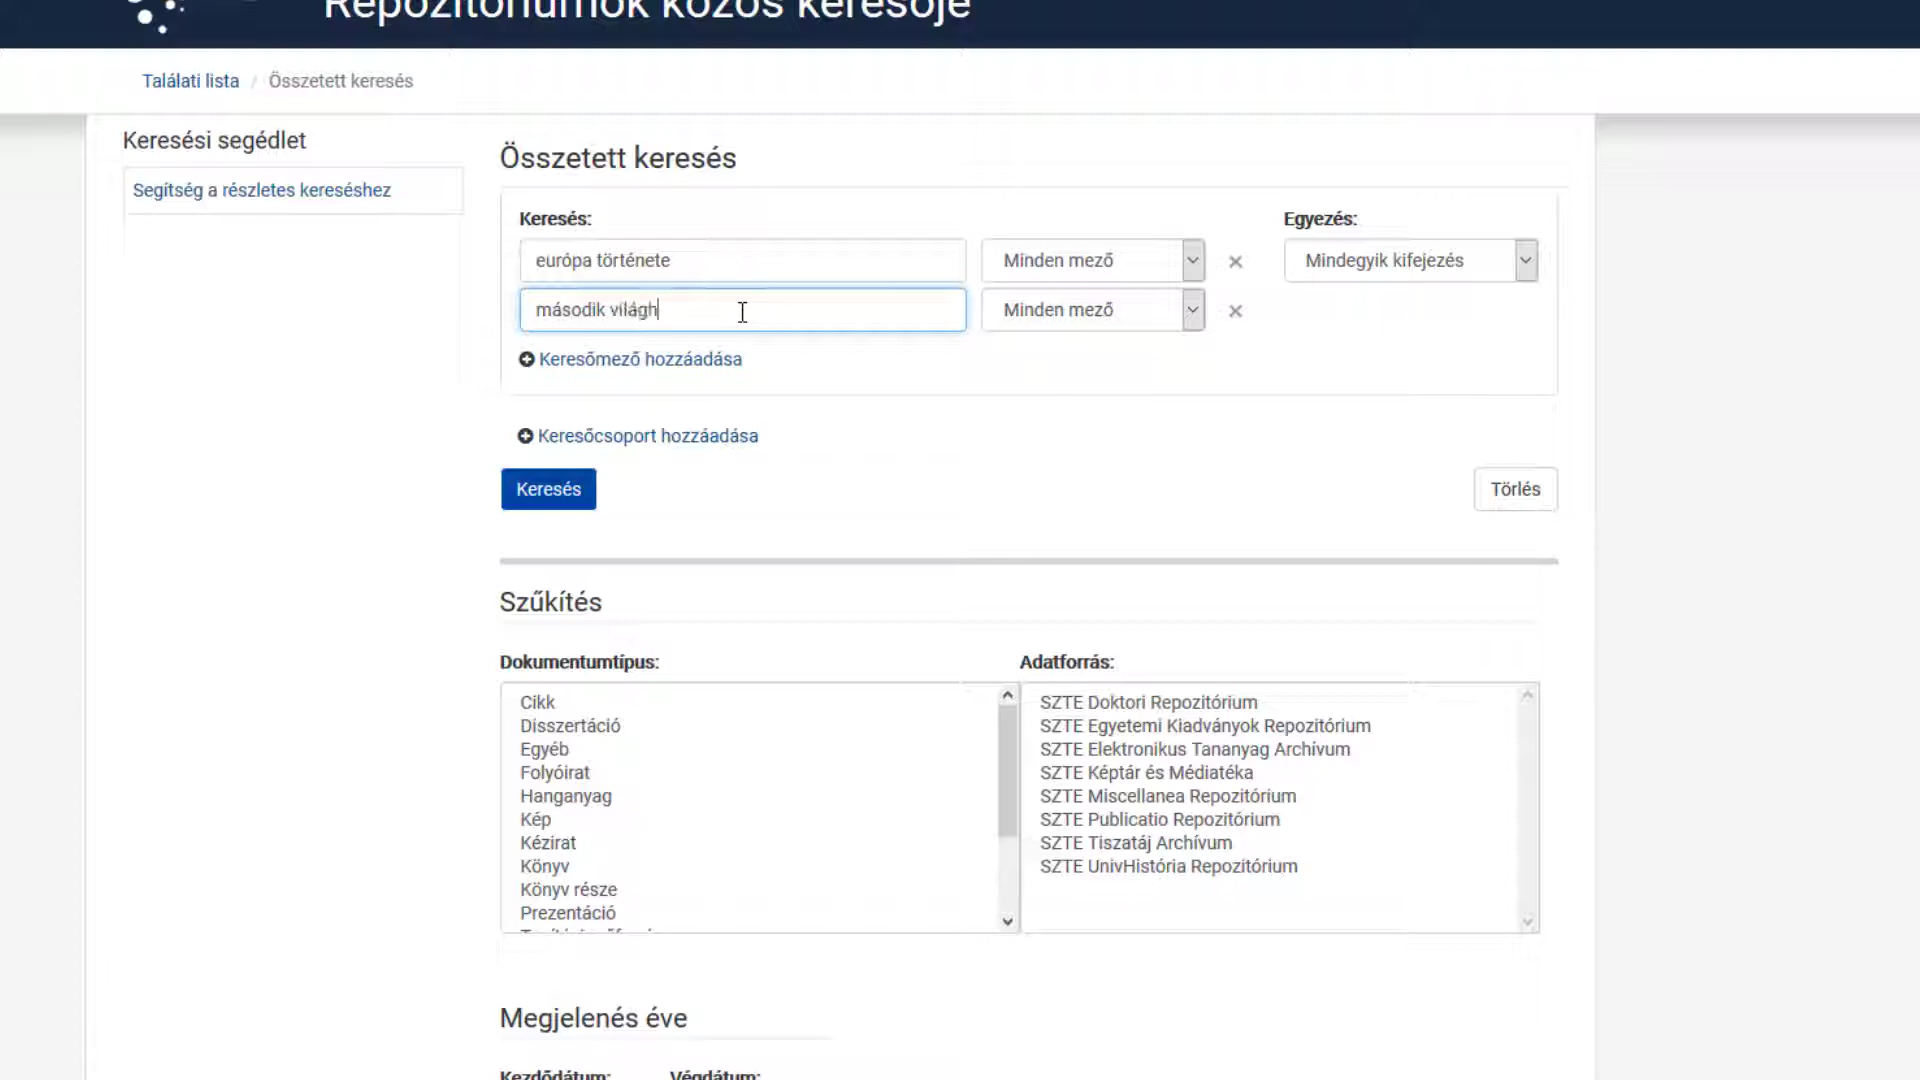 Repozitóriumok közös keresője
Találati lista / Összetett keresés
Keresési segédlet
Segítség a részletes kereséshez
Összetett keresés
Keresés:
Egyezés:
európa története
Minden mező
Mindegyik kifejezés
második világh
Minden mező
Keresőmező hozzáadása
Keresőcsoport hozzáadása
Keresés
Törlés
Szűkítés
Dokumentumtípus:
Cikk
Disszertáció
Egyéb
Folyóirat
Hanganyag
Kép
Kézirat
Könyv
Könyv része
Prezentáció
Adatforrás:
SZTE Doktori Repozitórium
SZTE Egyetemi Kiadványok Repozitórium
SZTE Elektronikus Tananyag Archívum
SZTE Képtár és Médiatéka
SZTE Miscellanea Repozitórium
SZTE Publicatio Repozitórium
SZTE Tiszatáj Archívum
SZTE UnivHistória Repozitórium
Megjelenés éve
Kezdődátum:
Végdátum: